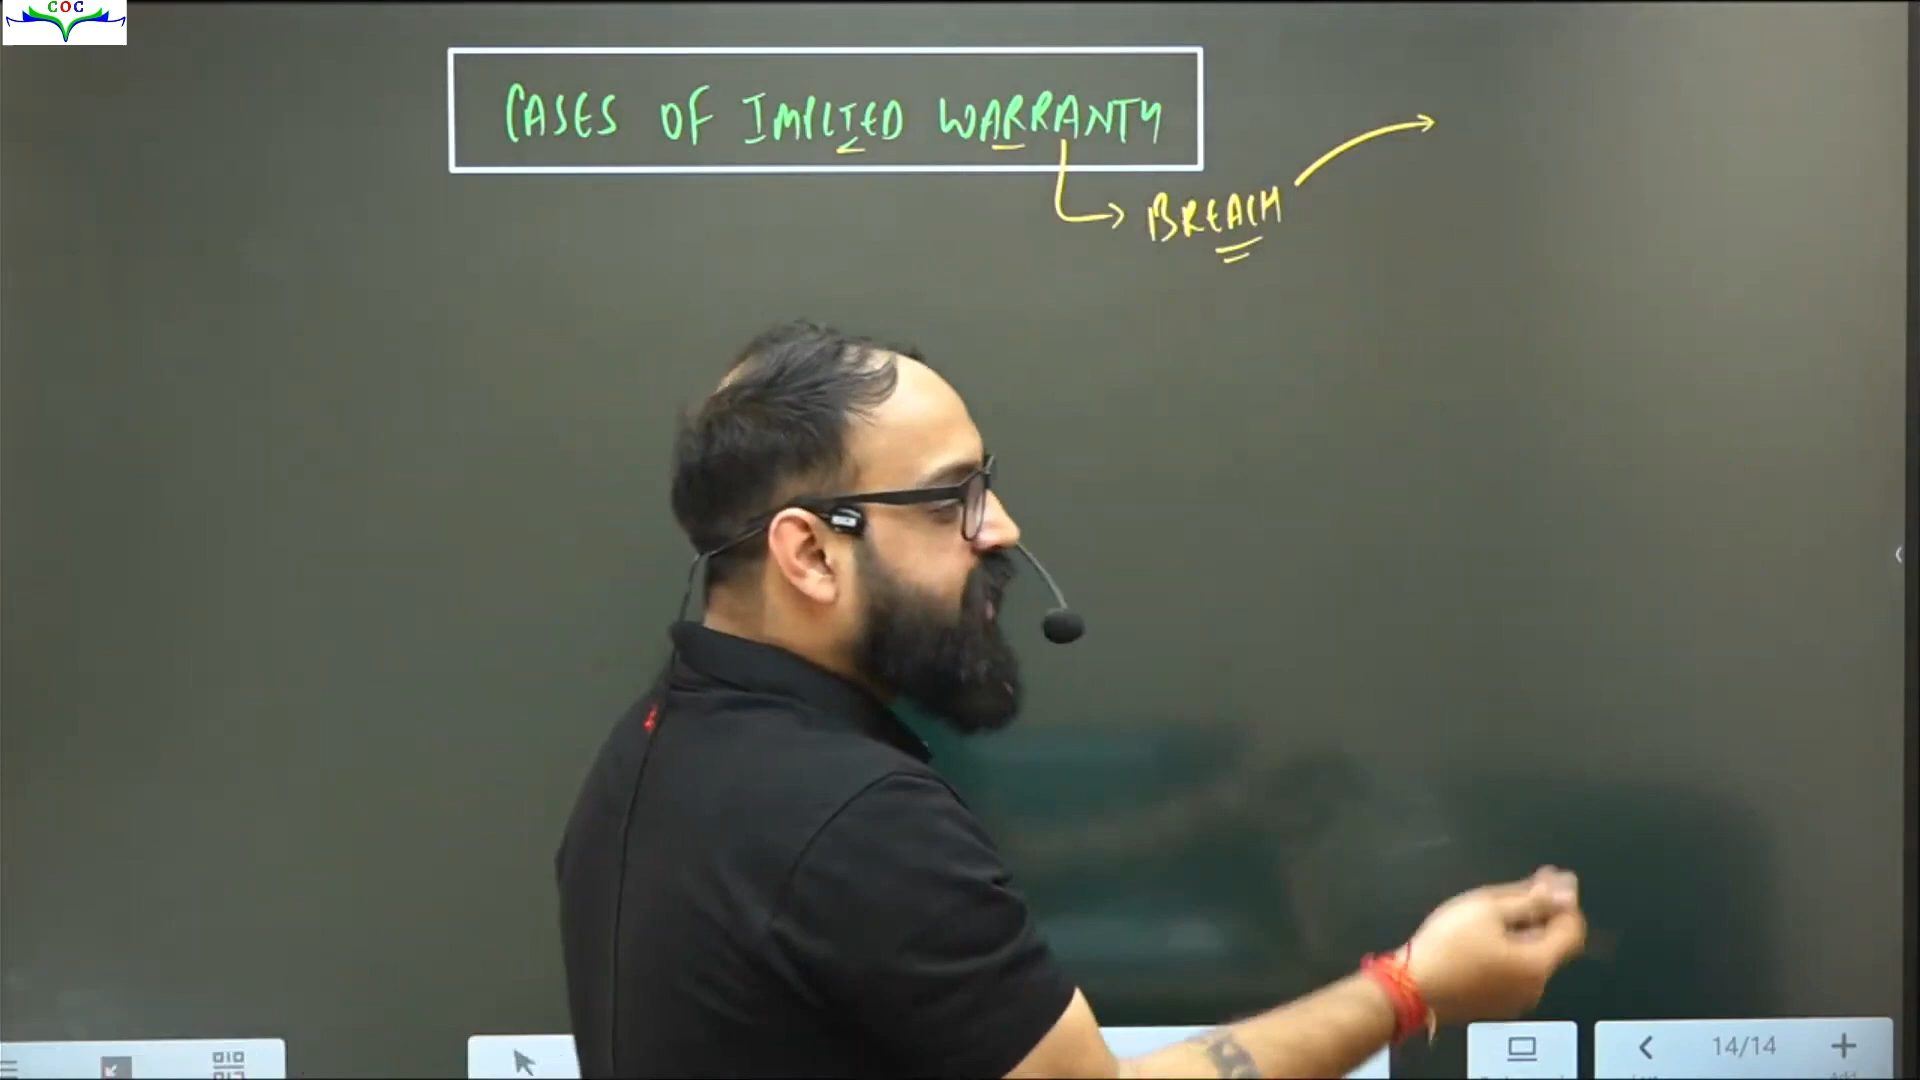 COC
CASES OF IMPLIED WARRANTY
BREACH
14/14